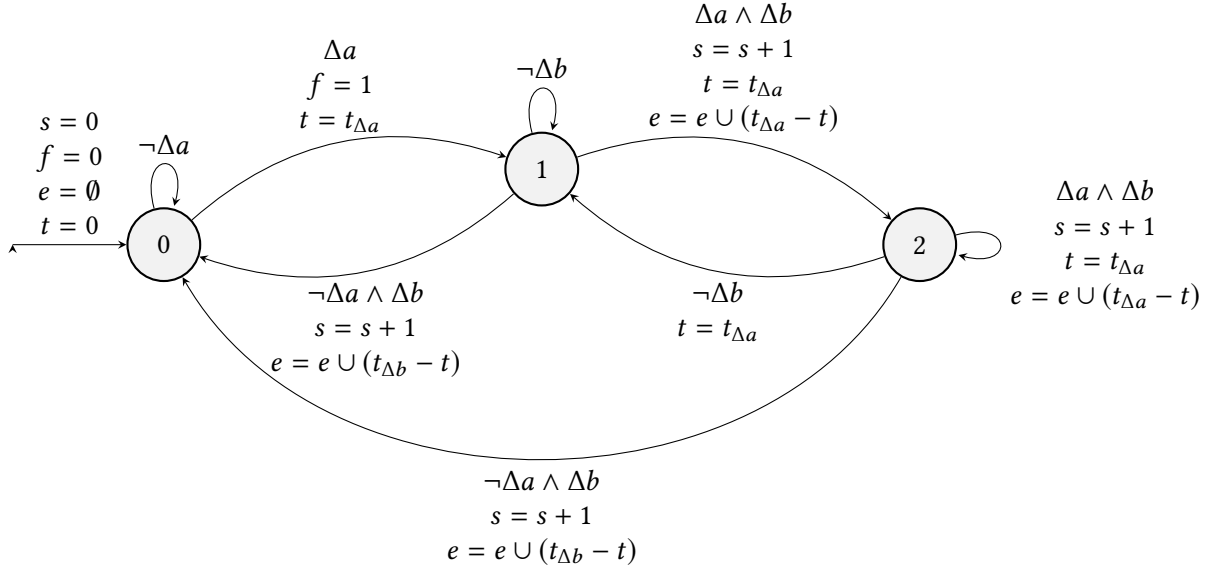 s = 0
f = 0
e = ∅
t = 0
¬Δa
0
Δa
f = 1
t = t_Δa
¬Δb
1
Δa ∧ Δb
s = s + 1
t = t_Δa
e = e ∪ (t_Δa − t)
2
Δa ∧ Δb
s = s + 1
t = t_Δa
e = e ∪ (t_Δa − t)
¬Δa ∧ Δb
s = s + 1
e = e ∪ (t_Δb − t)
¬Δb
t = t_Δa
¬Δa ∧ Δb
s = s + 1
e = e ∪ (t_Δb − t)